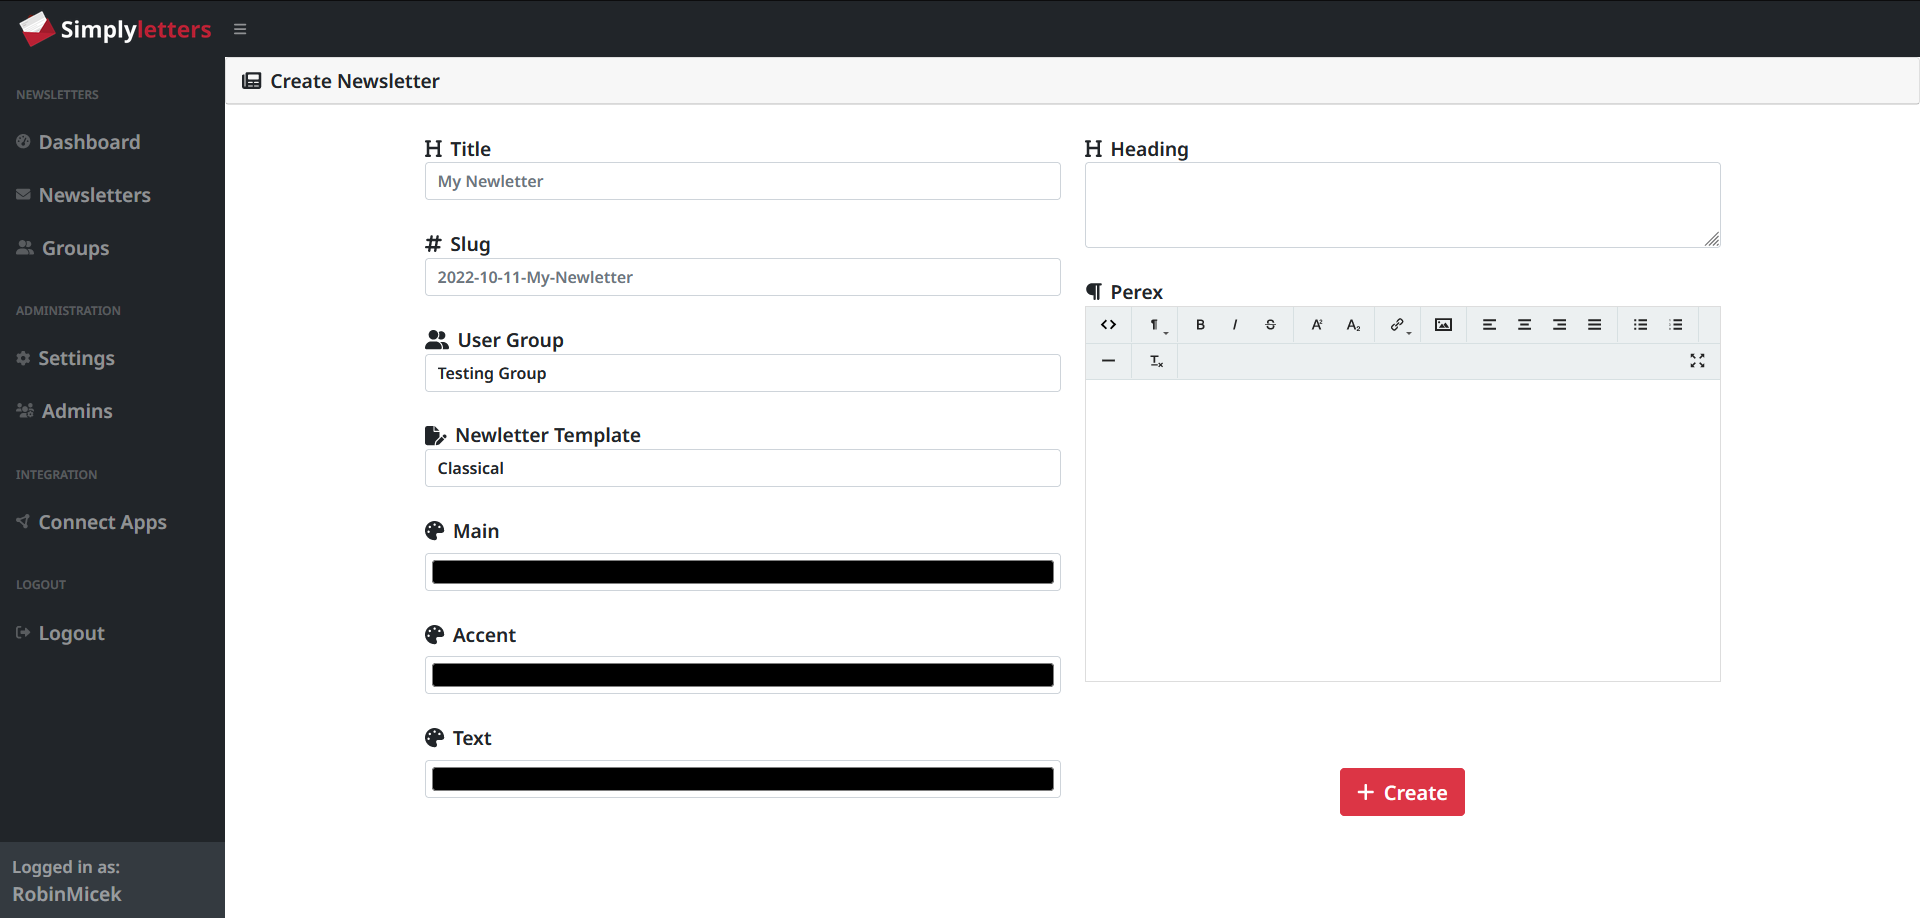 Simplyletters
NEWSLETTERS
Dashboard
Newsletters
Groups
ADMINISTRATION
Settings
Admins
INTEGRATION
Connect Apps
LOGOUT
Logout
Logged in as:
RobinMicek
Create Newsletter
Title
My Newletter
Slug
2022-10-11-My-Newletter
User Group
Testing Group
Newletter Template
Classical
Main
Accent
Text
Heading
Perex
Create